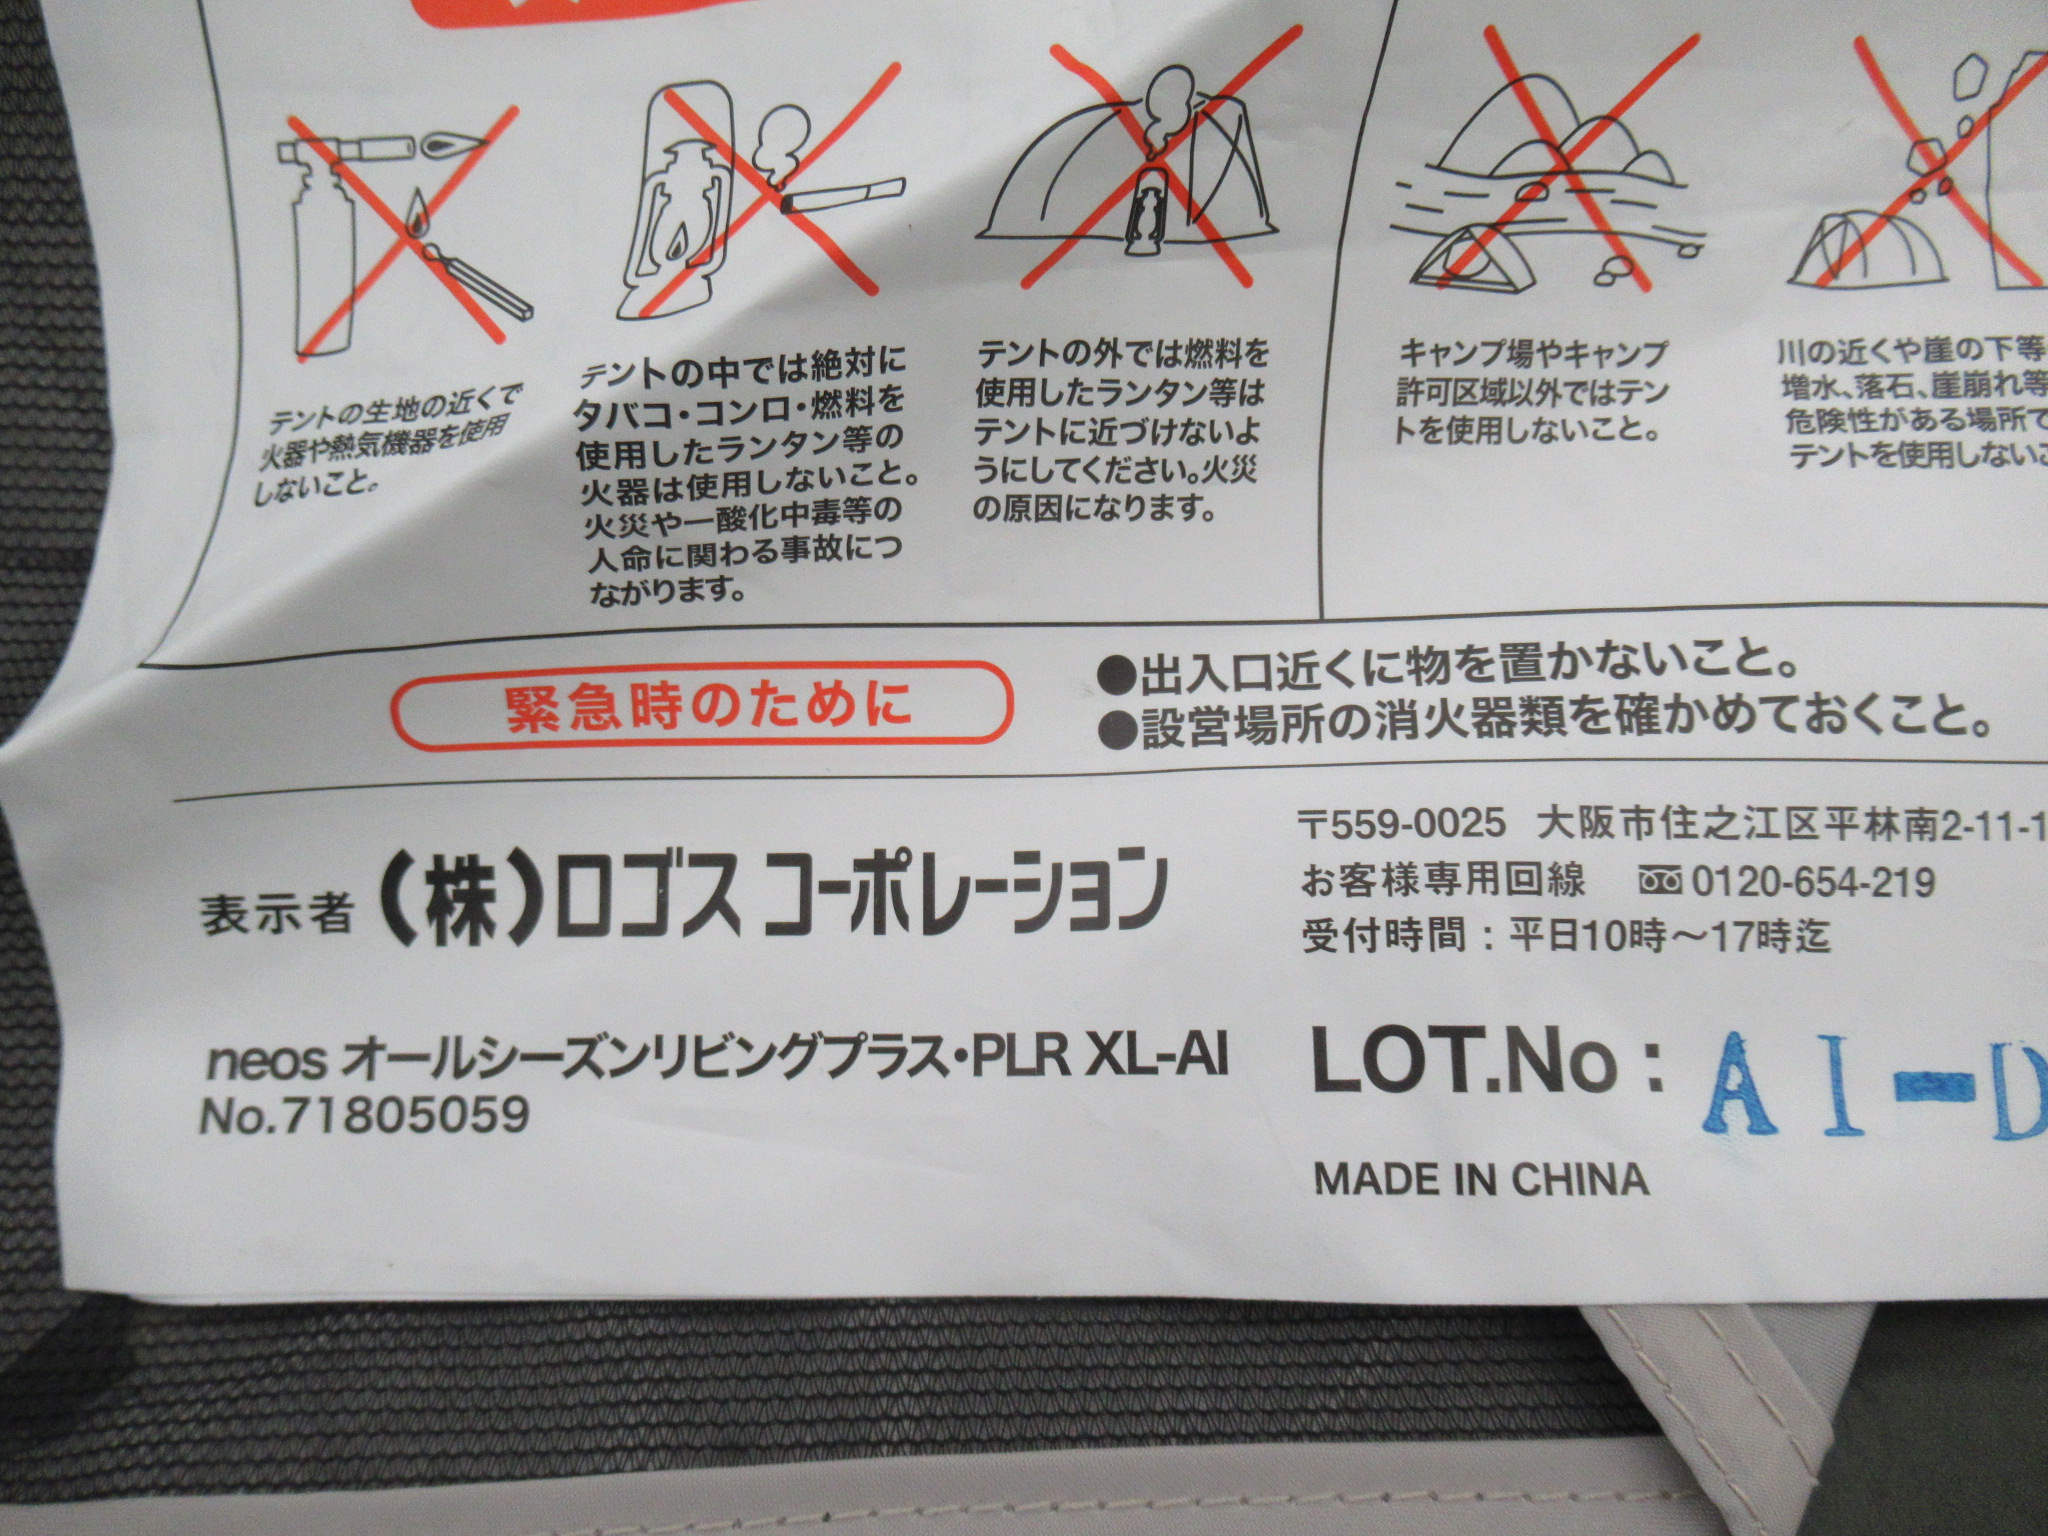 テントの生地の近くで
火器や熱気機器を使用
しないこと。
テントの中では絶対に
タバコ・コンロ・燃料を
使用したランタン等の
火器は使用しないこと。
火災や一酸化中毒等の
人命に関わる事故につ
ながります。
テントの外では燃料を
使用したランタン等は
テントに近づけないよ
うにしてください。火災
の原因になります。
キャンプ場やキャンプ
許可区域以外ではテン
トを使用しないこと。
川の近くや崖の下等
増水、落石、崖崩れ等
危険性がある場所で
テントを使用しないこ
緊急時のために
●出入口近くに物を置かないこと。
●設営場所の消火器類を確かめておくこと。
表示者 (株)ロゴス コーポレーション
〒559-0025 大阪市住之江区平林南2-11-1
お客様専用回線 0120-654-219
受付時間：平日10時〜17時迄
neos オールシーズンリビングプラス・PLR XL-AI
No.71805059
LOT.No : AI-D
MADE IN CHINA